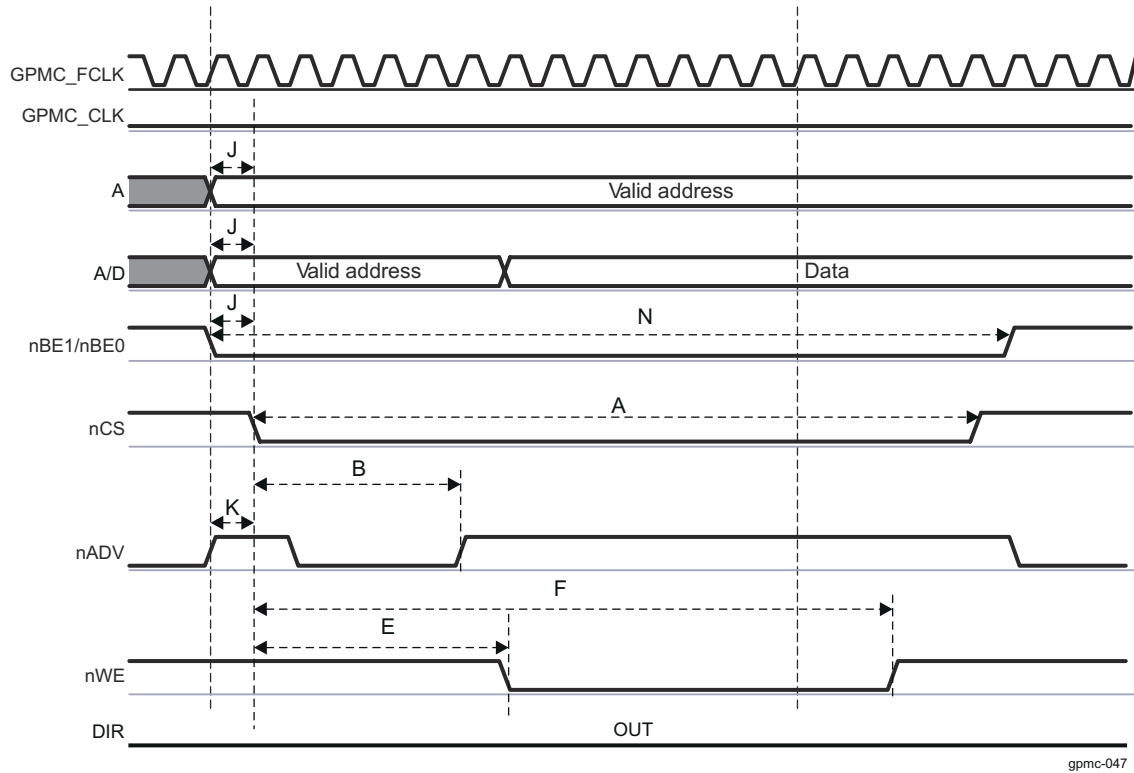 GPMC_FCLK
GPMC_CLK
J
A
Valid address
J
A/D
Valid address
Data
J
N
nBE1/nBE0
A
nCS
B
K
nADV
F
E
nWE
DIR
OUT
gpmc-047